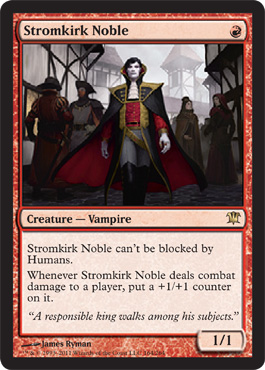 Stromkirk Noble
Creature — Vampire
Stromkirk Noble can't be blocked by
Humans.
Whenever Stromkirk Noble deals combat
damage to a player, put a +1/+1 counter
on it.
"A responsible king walks among his subjects."
James Ryman
1/1